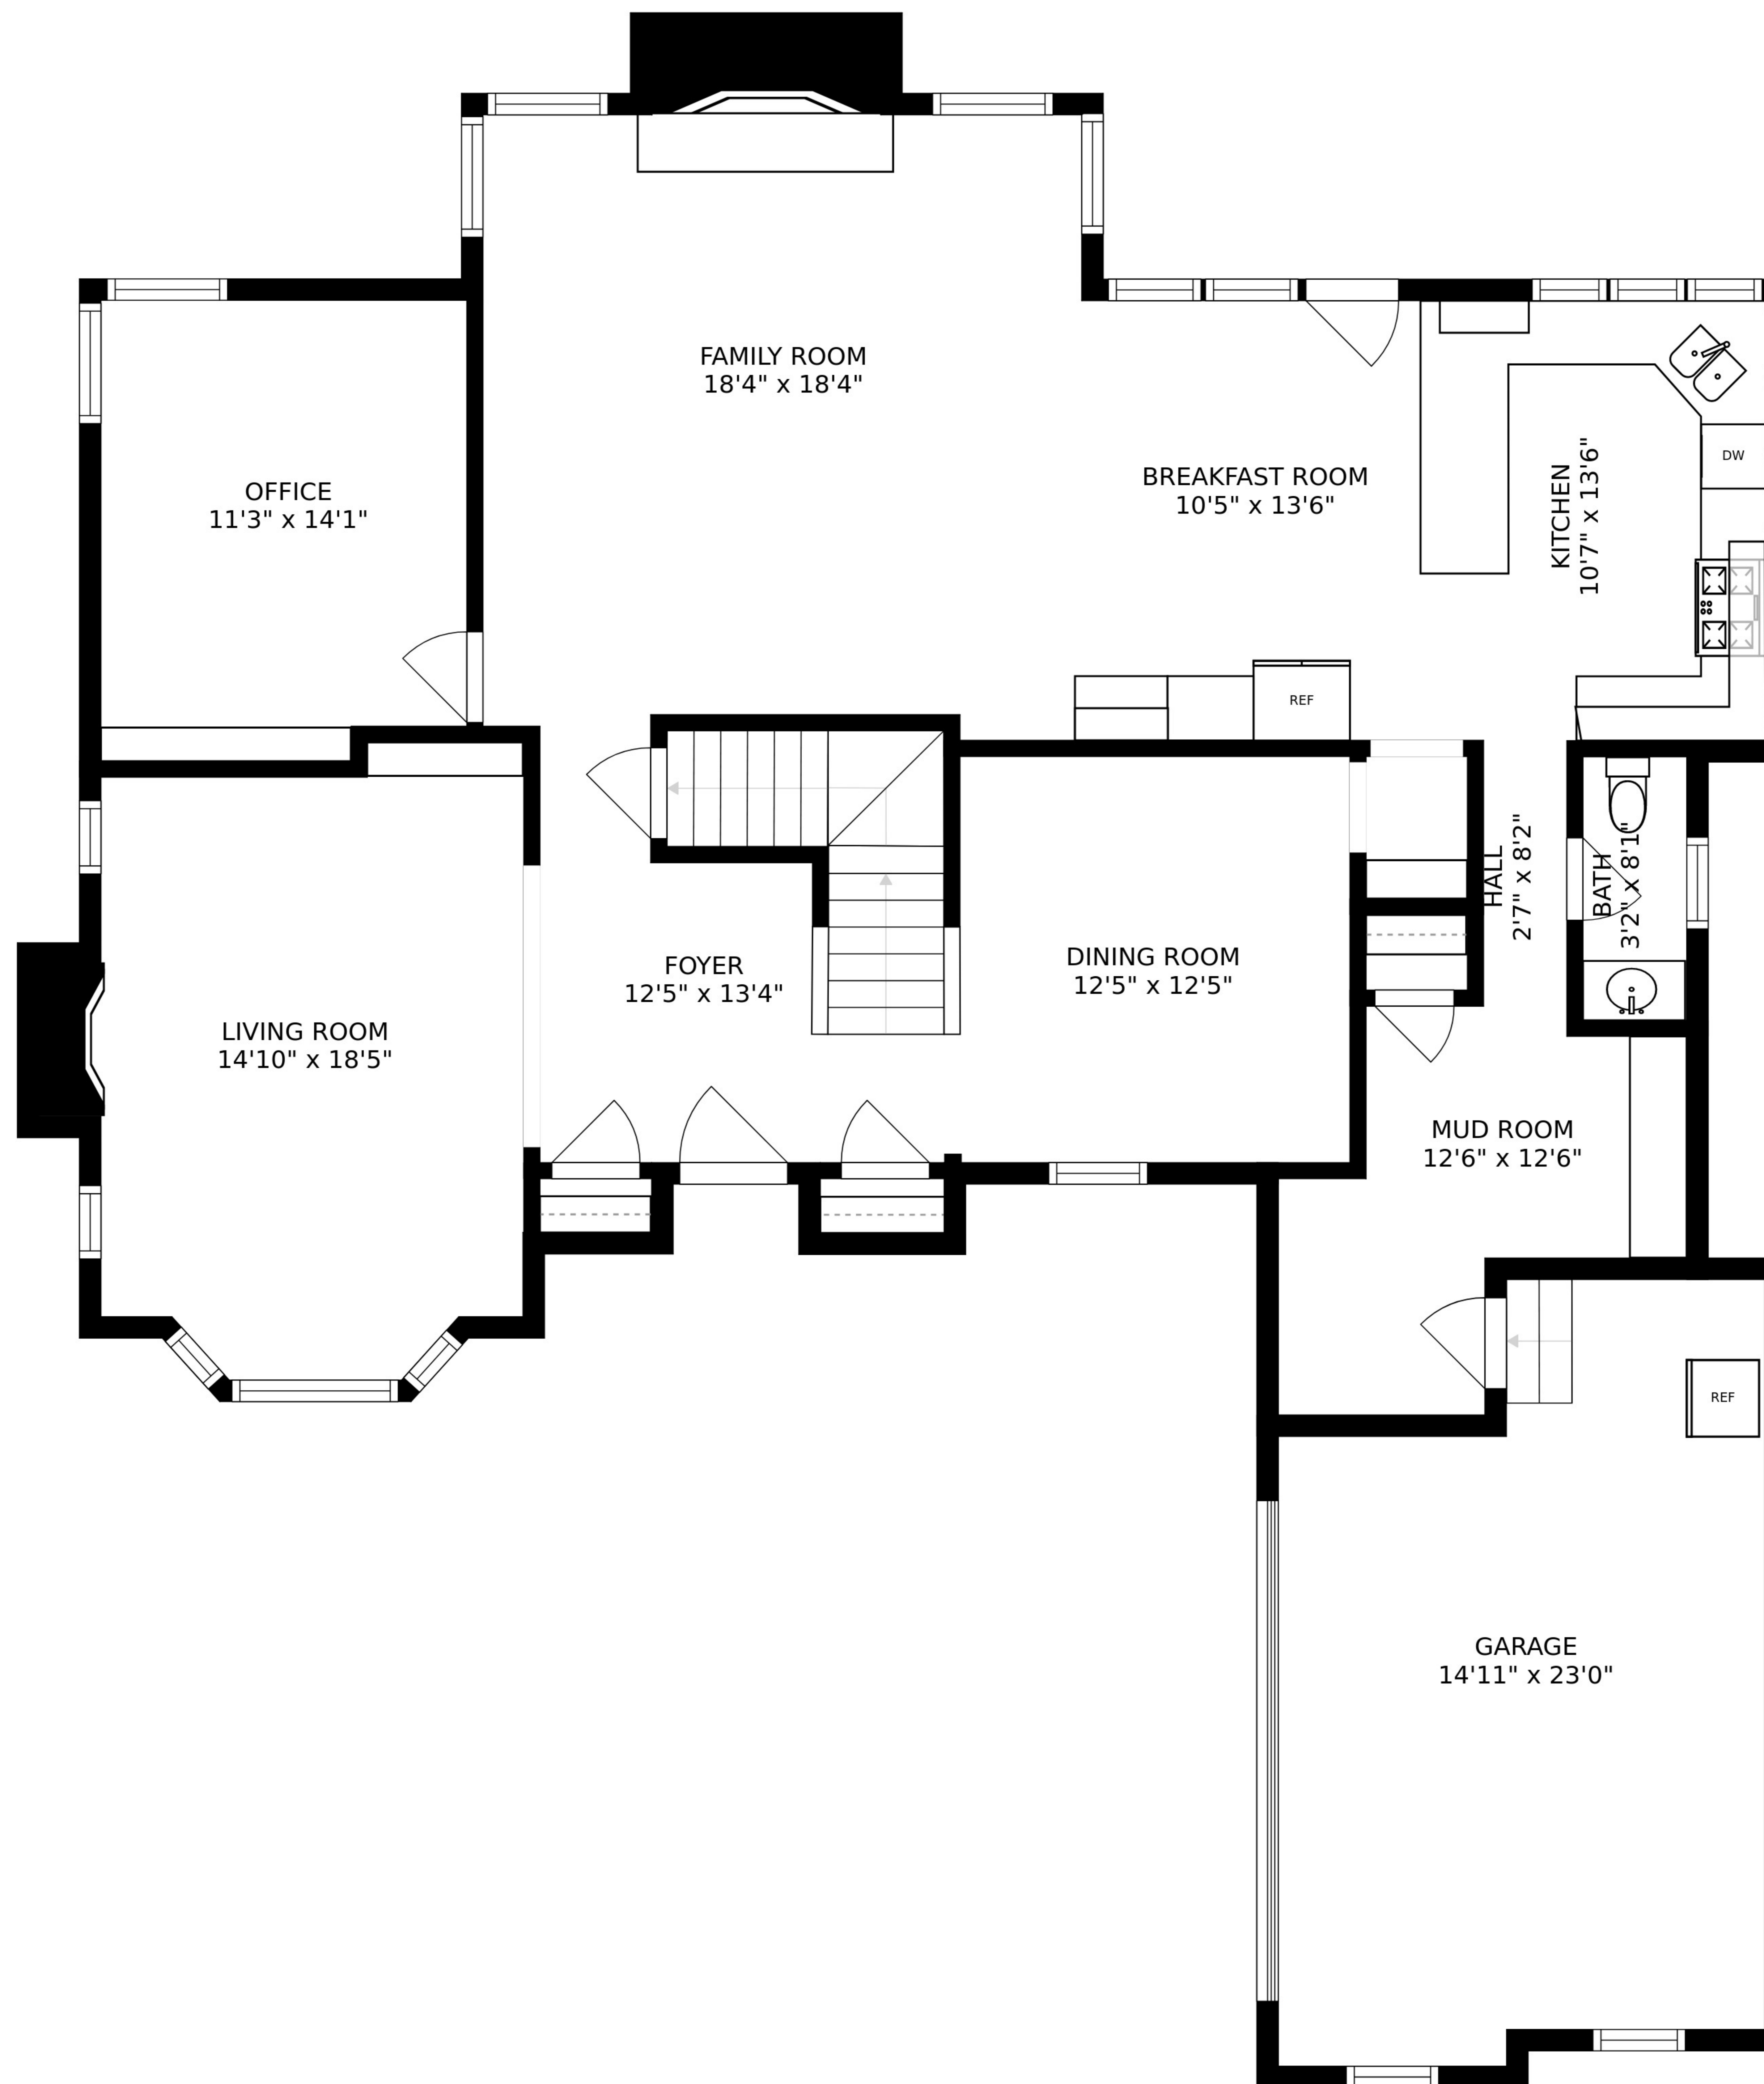 FAMILY ROOM
18'4" x 18'4"
OFFICE
11'3" x 14'1"
BREAKFAST ROOM
10'5" x 13'6"
KITCHEN
10'7" x 13'6"
DW
REF
HALL
2'7" x 8'2"
BATH
3'2" x 8'1"
FOYER
12'5" x 13'4"
DINING ROOM
12'5" x 12'5"
LIVING ROOM
14'10" x 18'5"
MUD ROOM
12'6" x 12'6"
REF
GARAGE
14'11" x 23'0"